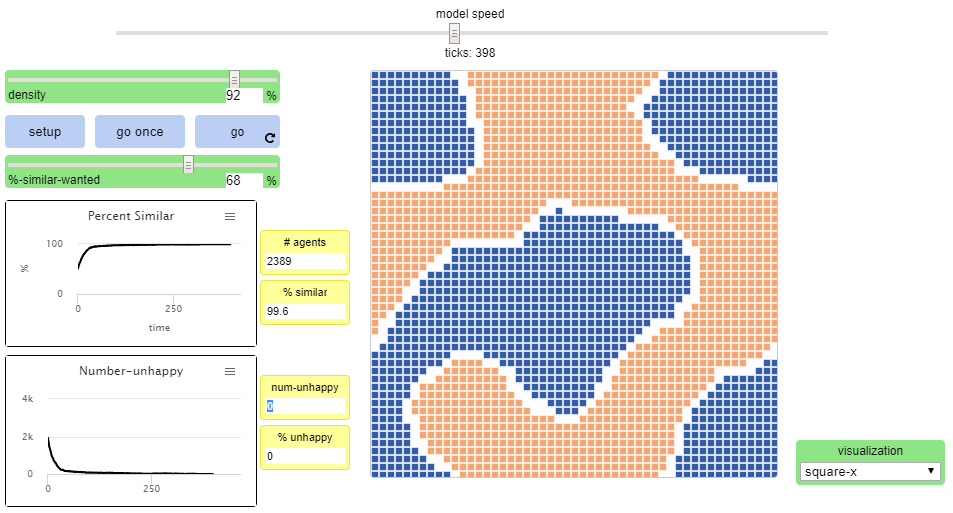 model speed
ticks: 398
density 92 %
setup go once go
%-similar-wanted 68 %
Percent Similar
100
%
0
0 250
time
# agents
2389
% similar
99.6
Number-unhappy
4k
2k
0
0 250
num-unhappy
0
% unhappy
0
visualization
square-x